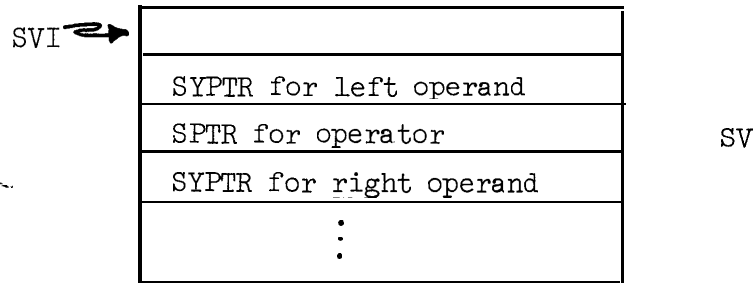 SVI
SYPTR for left operand
SPTR for operator
SV
SYPTR for right operand